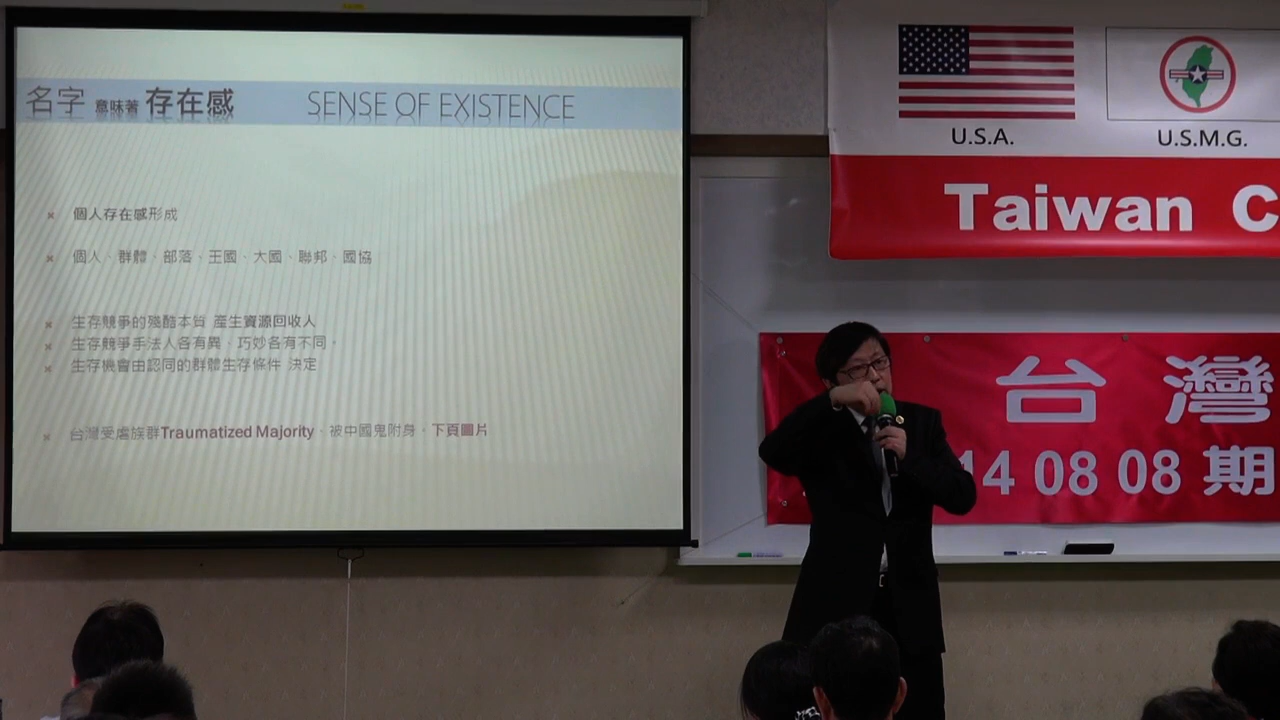 名字 意味著 存在感 SENSE OF EXISTENCE
個人存在感形成
個人、群體、部落、王國、大國、聯邦、國協
生存競爭的殘酷本質 產生資源回收人
生存競爭手法人各有異、巧妙各有不同。
生存機會由認同的群體生存條件 決定
台灣受虐族群Traumatized Majority、被中國鬼附身。下頁圖片
U.S.A.
U.S.M.G.
Taiwan C
台 灣
14 08 08 期